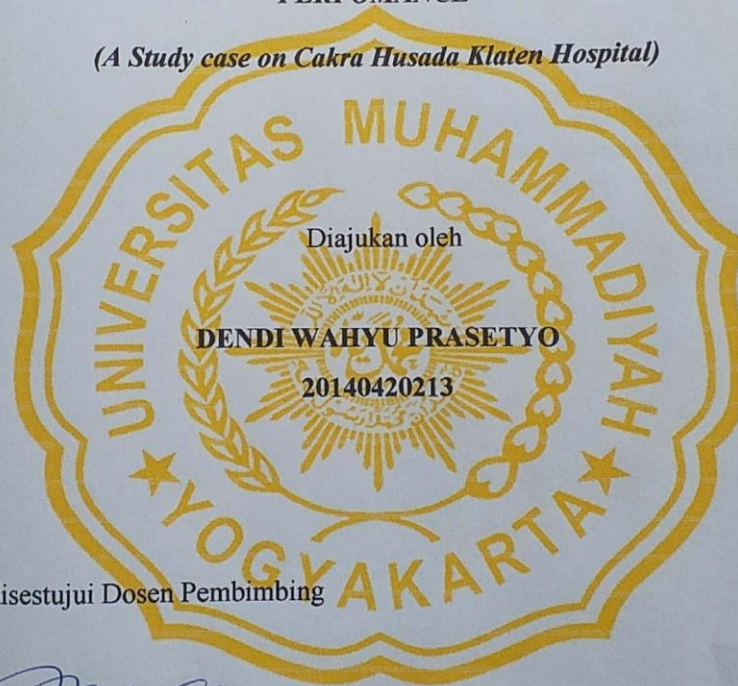 (A Study case on Cakra Husada Klaten Hospital)
UNIVERSITAS MUHAMMADIYAH
Diajukan oleh
DENDI WAHYU PRASETYO
20140420213
★ YOGYAKARTA ★
isestujui Dosen Pembimbing